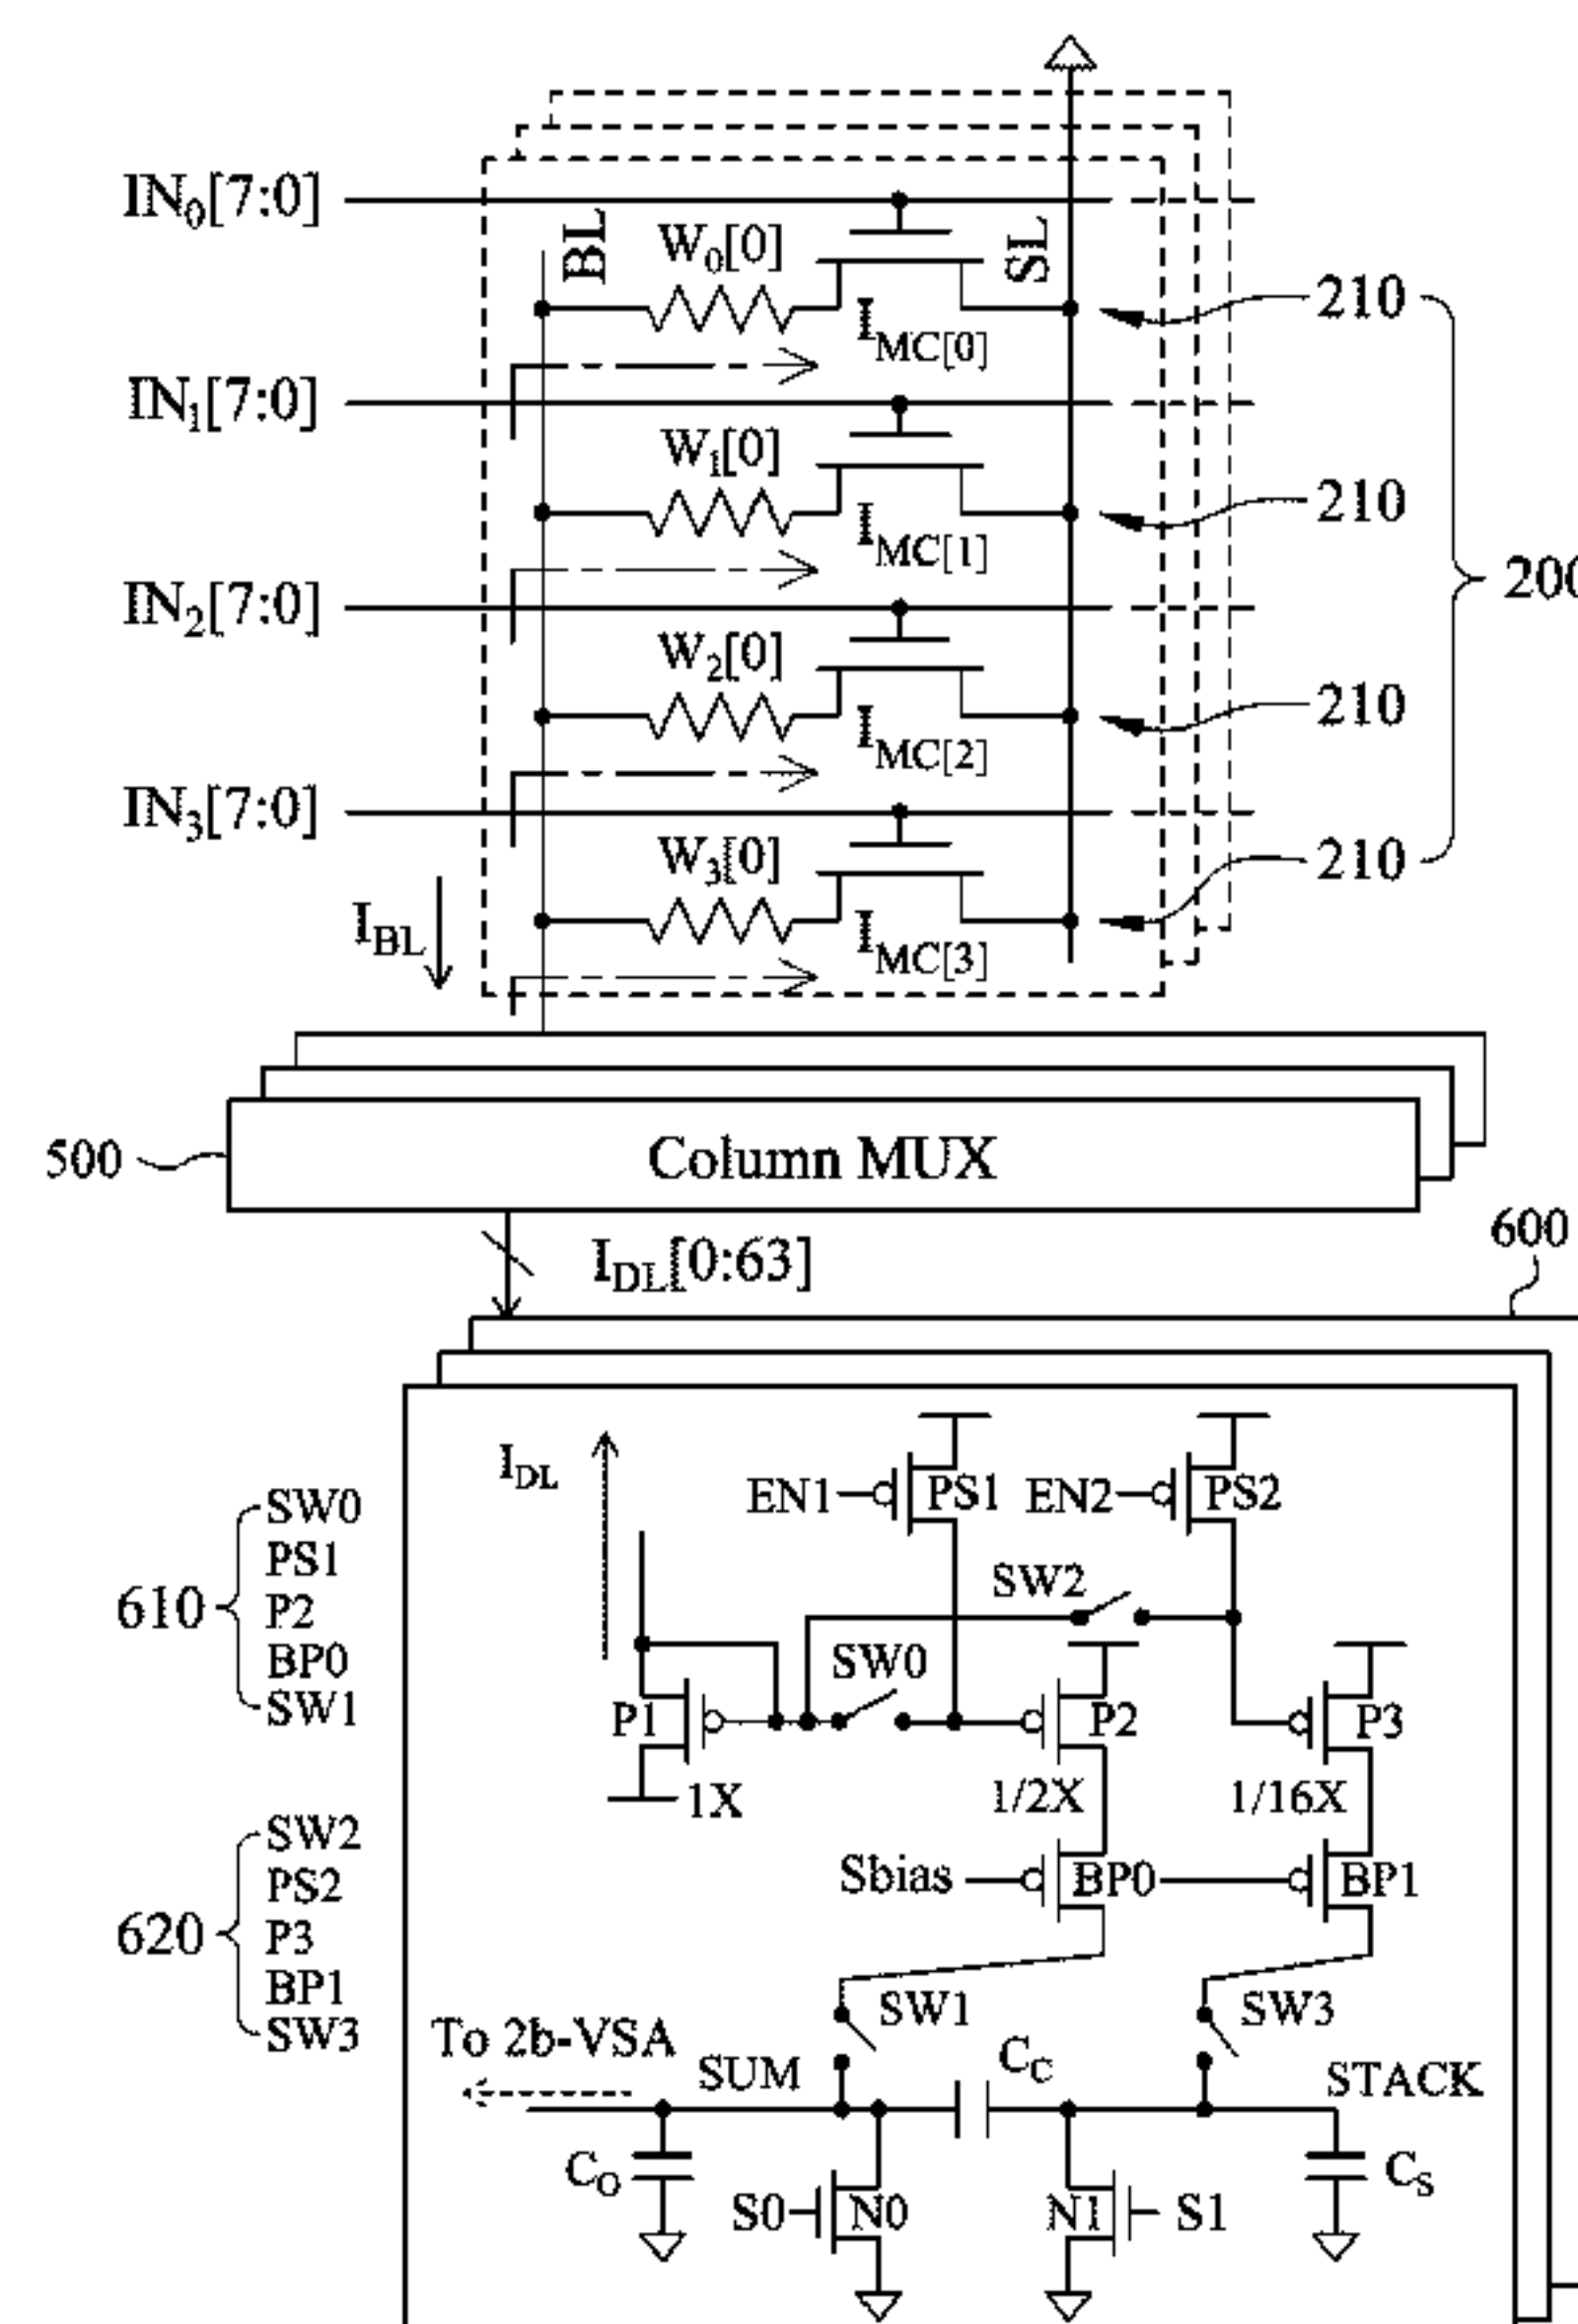 IN0[7:0]
BL
W0[0]
SL
210
IMC[0]
IN1[7:0]
W1[0]
210
IMC[1]
200
IN2[7:0]
W2[0]
210
IMC[2]
IN3[7:0]
W3[0]
210
IBL
IMC[3]
500
Column MUX
600
IDL[0:63]
IDL
EN1
PS1
EN2
PS2
610
SW0
PS1
P2
BP0
SW1
SW2
SW0
P1
P2
P3
1X
1/2X
1/16X
620
SW2
PS2
P3
BP1
SW3
Sbias
BP0
BP1
SW1
SW3
To 2b-VSA
SUM
CC
STACK
CO
S0
N0
N1
S1
CS